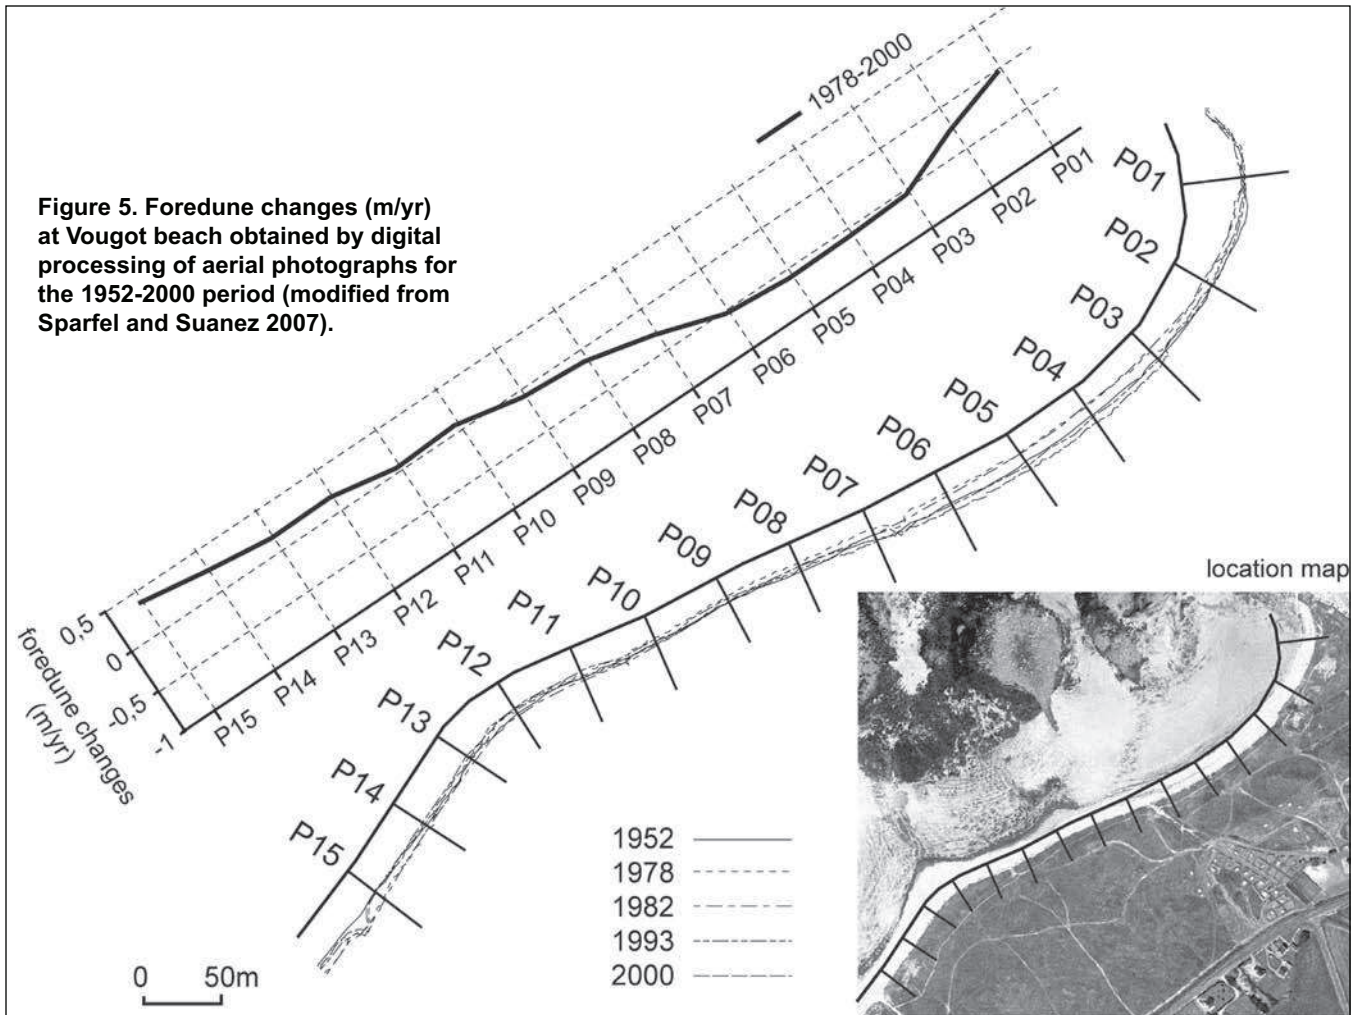 Figure 5. Foredune changes (m/yr)
at Vougot beach obtained by digital
processing of aerial photographs for
the 1952-2000 period (modified from
Sparfel and Suanez 2007).
1978-2000
0,5
0
-0,5
-1
foredune changes
(m/yr)
P15
P14
P13
P12
P11
P10
P09
P08
P07
P06
P05
P04
P03
P02
P01
P01
P02
P03
P04
P05
P06
P07
P08
P09
P10
P11
P12
P13
P14
P15
location map
1952
1978
1982
1993
2000
0 50m